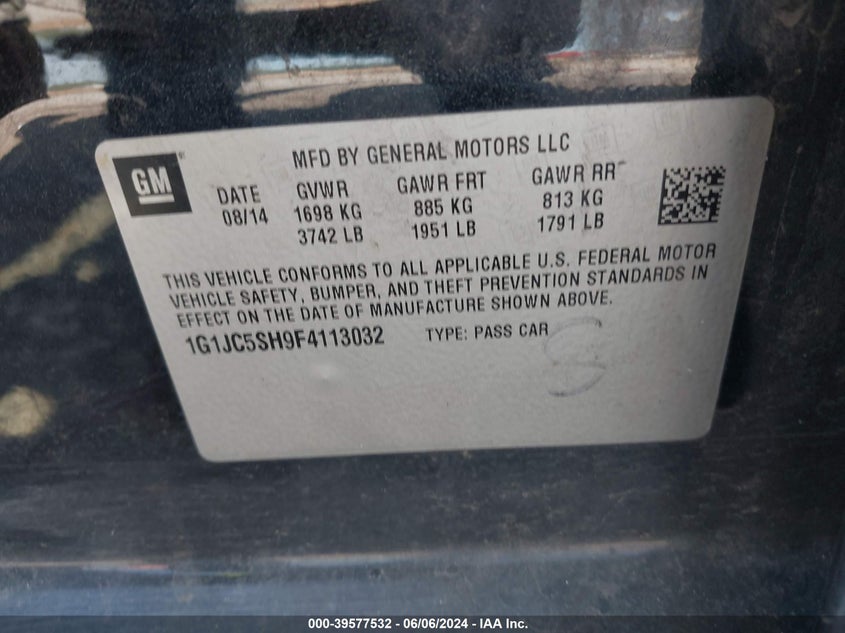 MFD BY GENERAL MOTORS LLC
GM
DATE GVWR GAWR FRT GAWR RR
08/14 1698 KG 885 KG 813 KG
3742 LB 1951 LB 1791 LB
THIS VEHICLE CONFORMS TO ALL APPLICABLE U.S. FEDERAL MOTOR
VEHICLE SAFETY, BUMPER, AND THEFT PREVENTION STANDARDS IN
EFFECT ON THE DATE OF MANUFACTURE SHOWN ABOVE.
1G1JC5SH9F4113032 TYPE: PASS CAR
000-39577532 - 06/06/2024 - IAA Inc.